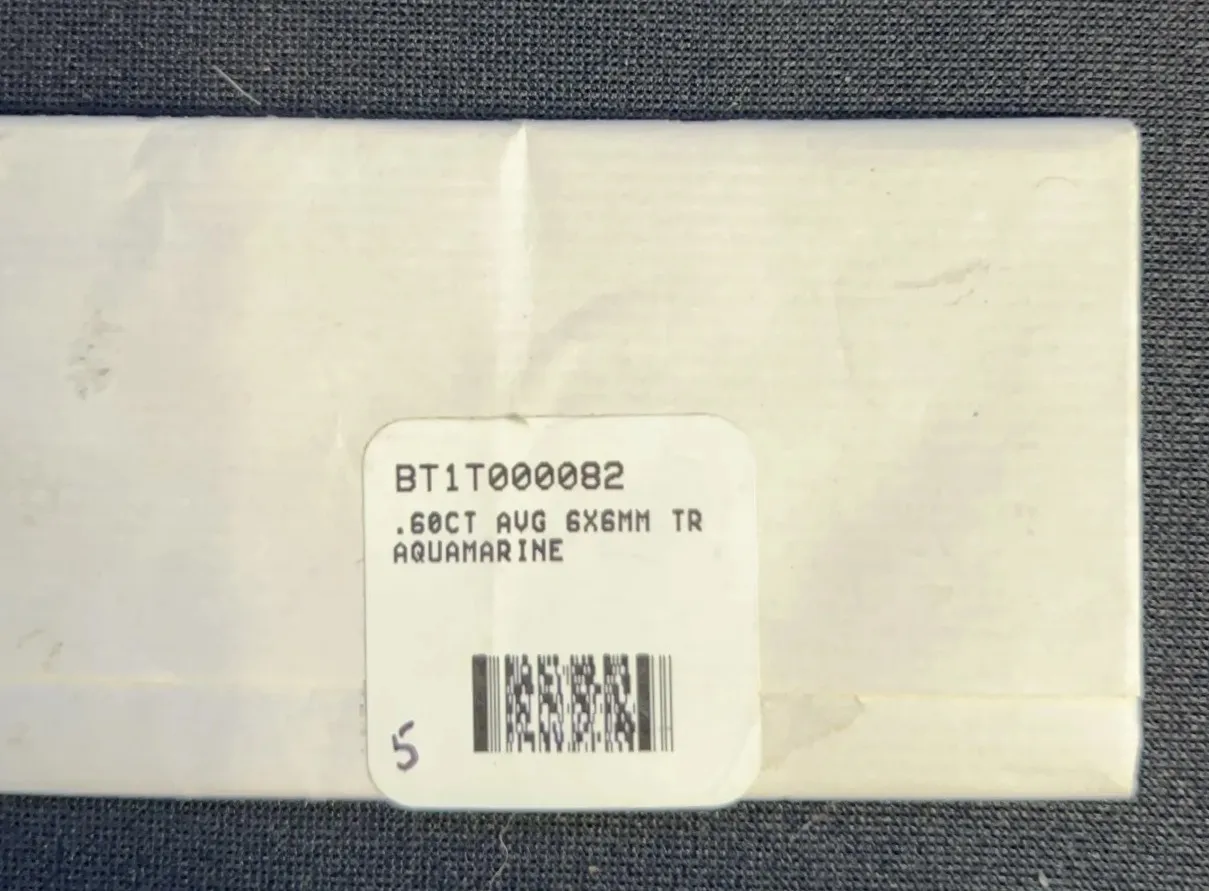 BT1T000082
.60CT AVG 6X6MM TR
AQUAMARINE
5